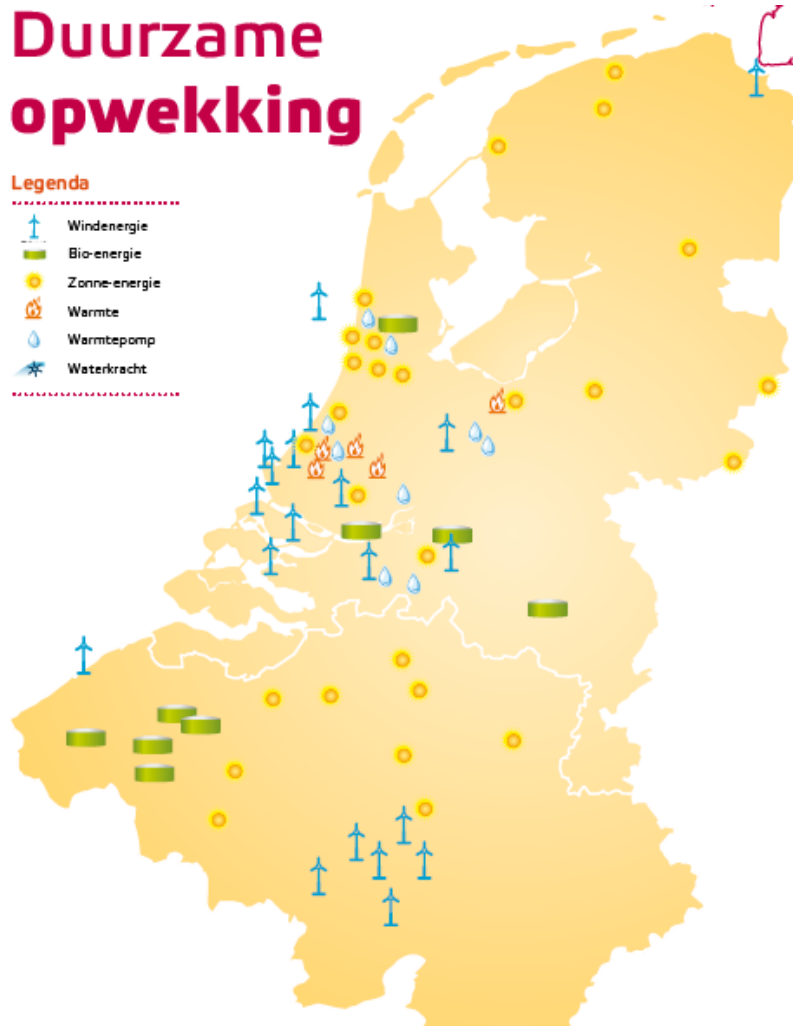 Duurzame
opwekking
Legenda
Windenergie
Bio-energie
Zonne-energie
Warmte
Warmtepomp
Waterkracht